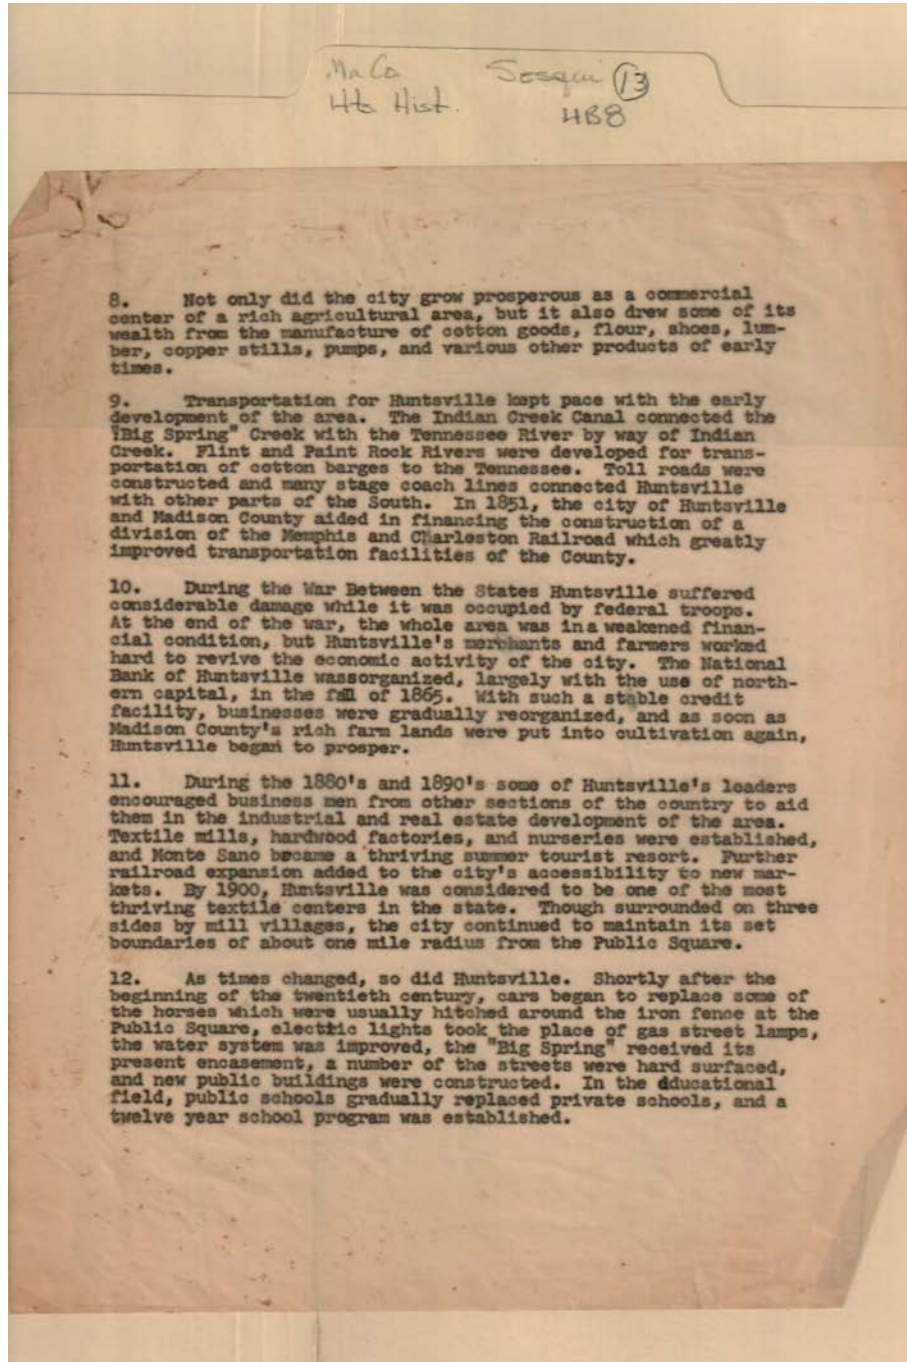 Ma Co Sesqui 13
Hts Hist. 4B8
8. Not only did the city grow prosperous as a commercial
center of a rich agricultural area, but it also drew some of its
wealth from the manufacture of cotton goods, flour, shoes, lum-
ber, copper stills, pumps, and various other products of early
times.
9. Transportation for Huntsville kept pace with the early
development of the area. The Indian Creek Canal connected the
"Big Spring" Creek with the Tennessee River by way of Indian
Creek. Flint and Paint Rock Rivers were developed for trans-
portation of cotton barges to the Tennessee. Toll roads were
constructed and many stage coach lines connected Huntsville
with other parts of the South. In 1851, the city of Huntsville
and Madison County aided in financing the construction of a
division of the Memphis and Charleston Railroad which greatly
improved transportation facilities of the County.
10. During the War Between the States Huntsville suffered
considerable damage while it was occupied by federal troops.
At the end of the war, the whole area was in a weakened finan-
cial condition, but Huntsville's merchants and farmers worked
hard to revive the economic activity of the city. The National
Bank of Huntsville wassorganized, largely with the use of north-
ern capital, in the fall of 1865. With such a stable credit
facility, businesses were gradually reorganized, and as soon as
Madison County's rich farm lands were put into cultivation again,
Huntsville began to prosper.
11. During the 1880's and 1890's some of Huntsville's leaders
encouraged business men from other sections of the country to aid
them in the industrial and real estate development of the area.
Textile mills, hardwood factories, and nurseries were established,
and Monte Sano became a thriving summer tourist resort. Further
railroad expansion added to the city's accessibility to new mar-
kets. By 1900, Huntsville was considered to be one of the most
thriving textile centers in the state. Though surrounded on three
sides by mill villages, the city continued to maintain its set
boundaries of about one mile radius from the Public Square.
12. As times changed, so did Huntsville. Shortly after the
beginning of the twentieth century, cars began to replace some of
the horses which were usually hitched around the iron fence at the
Public Square, electric lights took the place of gas street lamps,
the water system was improved, the "Big Spring" received its
present encasement, a number of the streets were hard surfaced,
and new public buildings were constructed. In the dducational
field, public schools gradually replaced private schools, and a
twelve year school program was established.